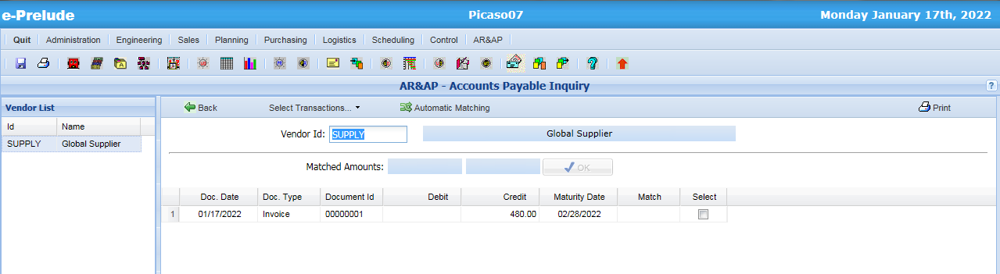 e-Prelude Picaso07 Monday January 17th, 2022
Quit Administration Engineering Sales Planning Purchasing Logistics Scheduling Control AR&AP
AR&AP - Accounts Payable Inquiry ?
Vendor List
Id Name
SUPPLY Global Supplier
Back Select Transactions... Automatic Matching Print
Vendor Id: SUPPLY Global Supplier
Matched Amounts: OK
Doc. Date Doc. Type Document Id Debit Credit Maturity Date Match Select
1 01/17/2022 Invoice 00000001 480.00 02/28/2022